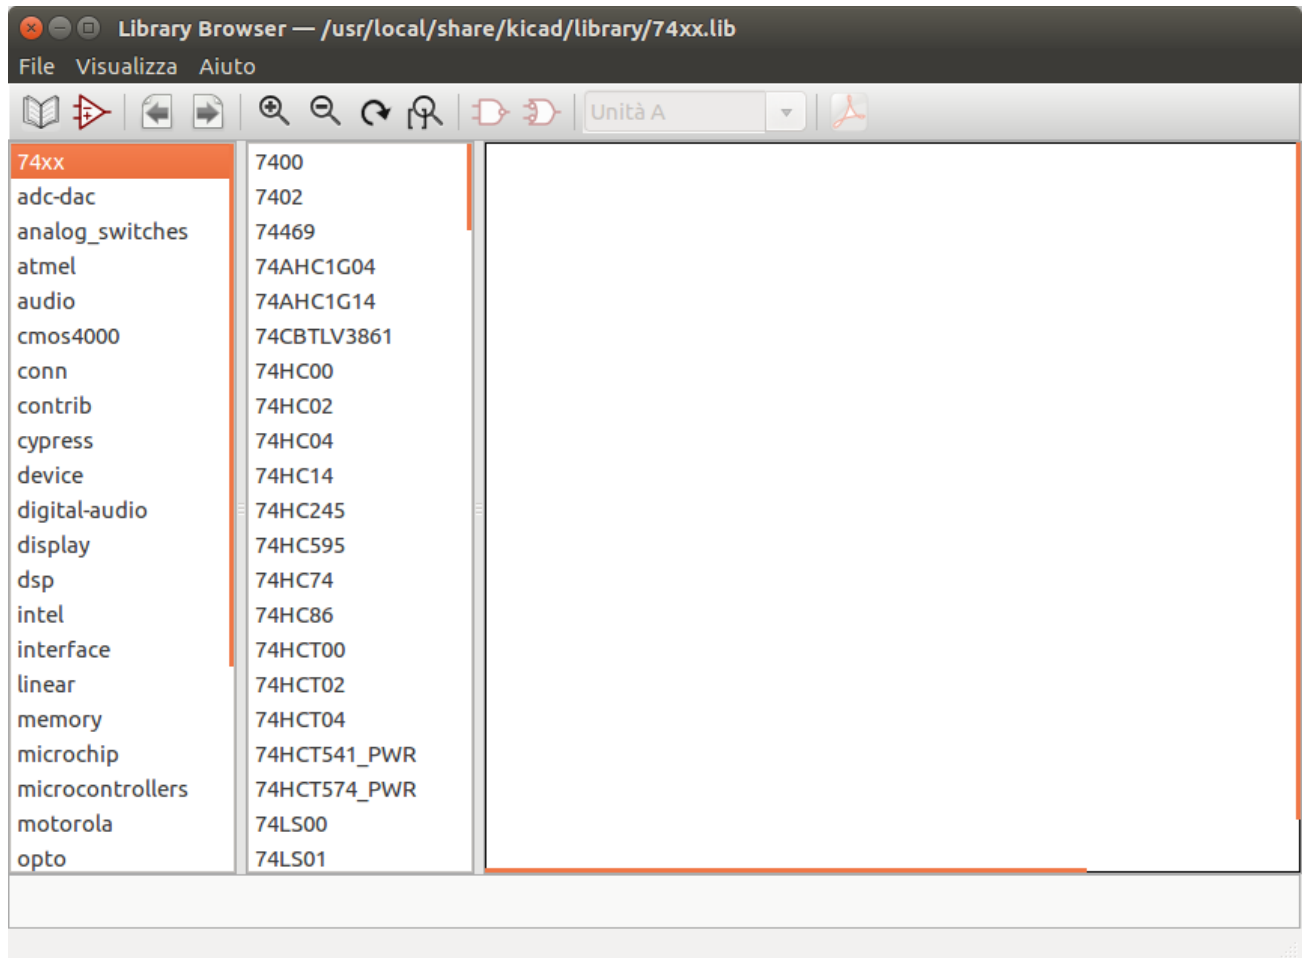 Library Browser — /usr/local/share/kicad/library/74xx.lib
File Visualizza Aiuto
Unità A
74xx
adc-dac
analog_switches
atmel
audio
cmos4000
conn
contrib
cypress
device
digital-audio
display
dsp
intel
interface
linear
memory
microchip
microcontrollers
motorola
opto
7400
7402
74469
74AHC1G04
74AHC1G14
74CBTLV3861
74HC00
74HC02
74HC04
74HC14
74HC245
74HC595
74HC74
74HC86
74HCT00
74HCT02
74HCT04
74HCT541_PWR
74HCT574_PWR
74LS00
74LS01